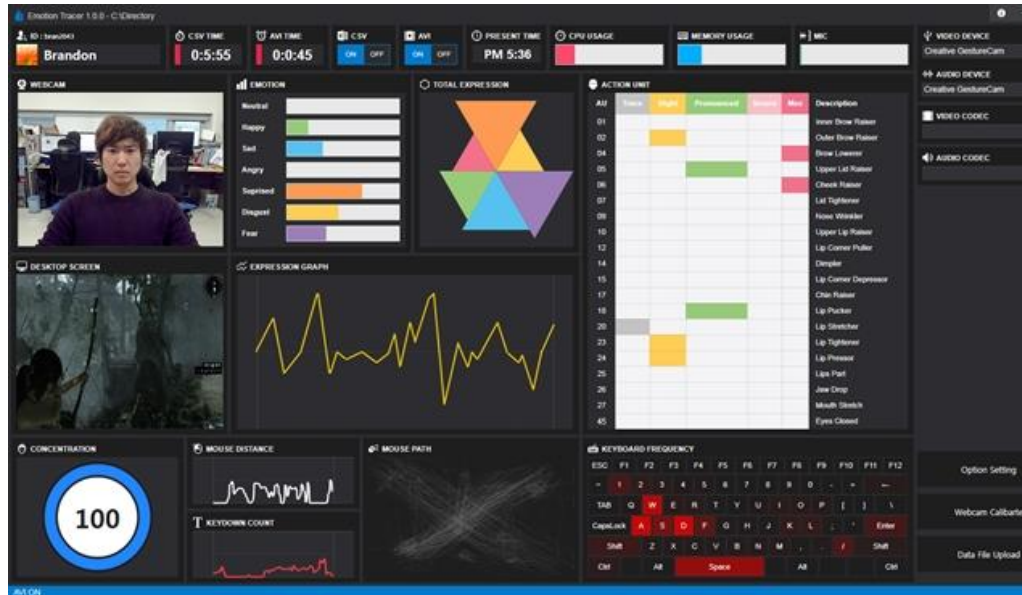 Emotion Tracer 1.0.0 - C:\Directory
CSV TIME
AVI TIME
CSV
AVI
PRESENT TIME
CPU USAGE
MEMORY USAGE
MIC
VIDEO DEVICE
Brandon
0:5:55
0:0:45
ON OFF
ON OFF
PM 5:36
Creative GestureCam
AUDIO DEVICE
Creative GestureCam
VIDEO CODEC
AUDIO CODEC
WEBCAM
EMOTION
Neutral
Happy
Sad
Angry
Suprised
Disgust
Fear
TOTAL EXPRESSION
ACTION UNIT
AU Trace Slight Pronounced Max Description
01 Inner Brow Raiser
02 Outer Brow Raiser
04 Brow Lowerer
05 Upper Lid Raiser
06 Cheek Raiser
07 Lid Tightener
09 Nose Wrinkler
10 Upper Lip Raiser
12 Lip Corner Puller
14 Dimpler
15 Lip Corner Depressor
17 Chin Raiser
18 Lip Pucker
20 Lip Stretcher
23 Lip Tightener
24 Lip Pressor
25 Lips Part
26 Jaw Drop
27 Mouth Stretch
45 Eyes Closed
DESKTOP SCREEN
EXPRESSION GRAPH
CONCENTRATION
100
MOUSE DISTANCE
KEYDOWN COUNT
MOUSE PATH
KEYBOARD FREQUENCY
ESC F1 F2 F3 F4 F5 F6 F7 F8 F9 F10 F11 F12
~ 1 2 3 4 5 6 7 8 9 0 - = ←
TAB Q W E R T Y U I O P [ ] \
CapsLock A S D F G H J K L ; ' Enter
Shift Z X C V B N M , . / Shift
Ctrl Alt Space Alt Ctrl
Option Setting
Webcam Calibarte
Data File Upload
AVI ON